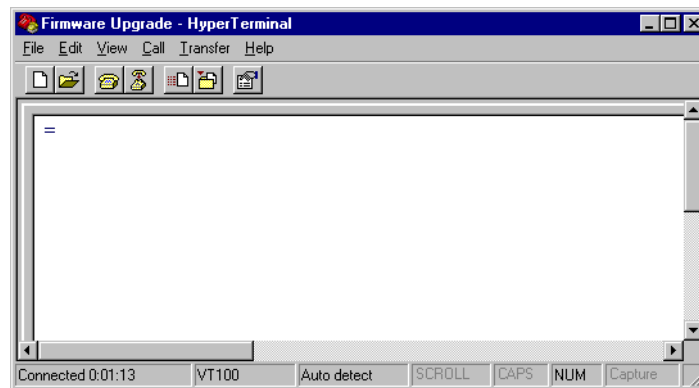 Firmware Upgrade - HyperTerminal
File Edit View Call Transfer Help
=
Connected 0:01:13 VT100 Auto detect SCROLL CAPS NUM Capture